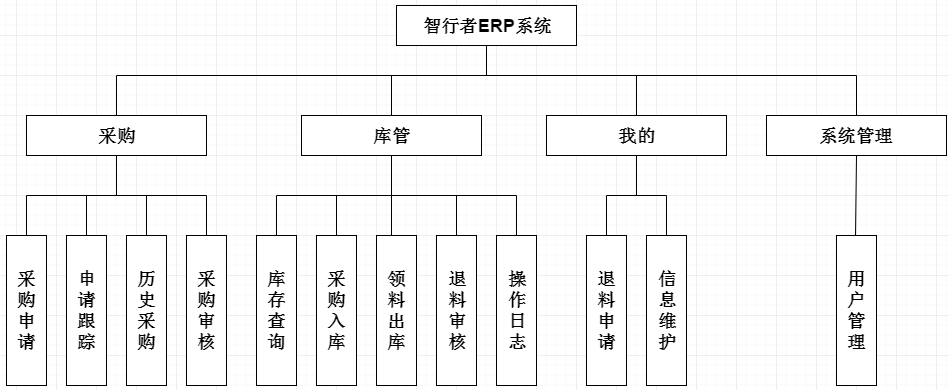 智行者ERP系统
采购
库管
我的
系统管理
采购申请
申请跟踪
历史采购
采购审核
库存查询
采购入库
领料出库
退料审核
操作日志
退料申请
信息维护
用户管理